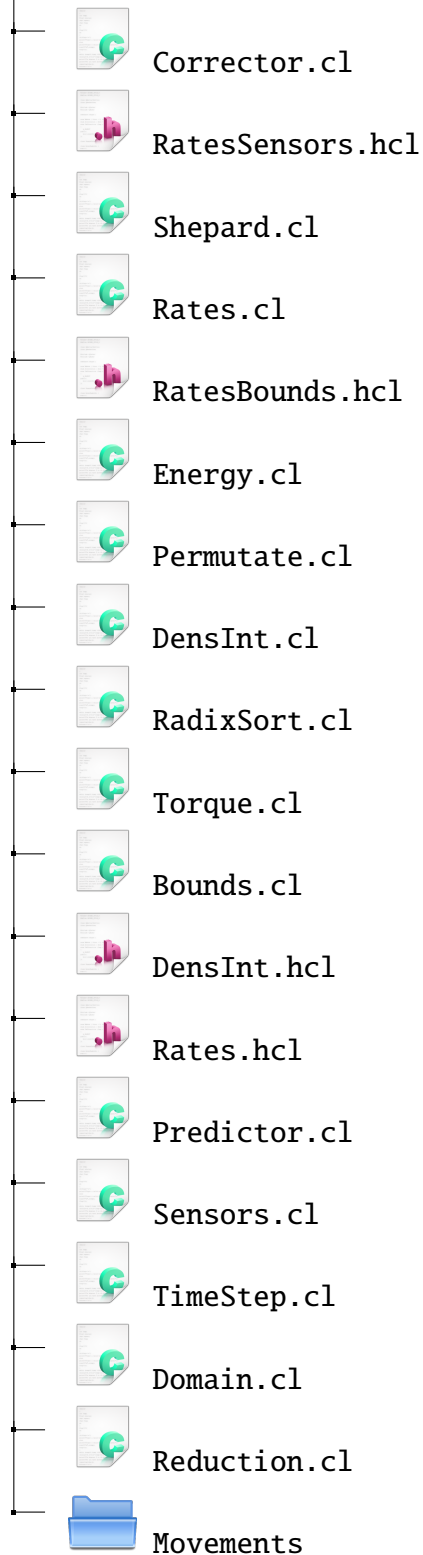 Corrector.cl
RatesSensors.hcl
Shepard.cl
Rates.cl
RatesBounds.hcl
Energy.cl
Permutate.cl
DensInt.cl
RadixSort.cl
Torque.cl
Bounds.cl
DensInt.hcl
Rates.hcl
Predictor.cl
Sensors.cl
TimeStep.cl
Domain.cl
Reduction.cl
Movements